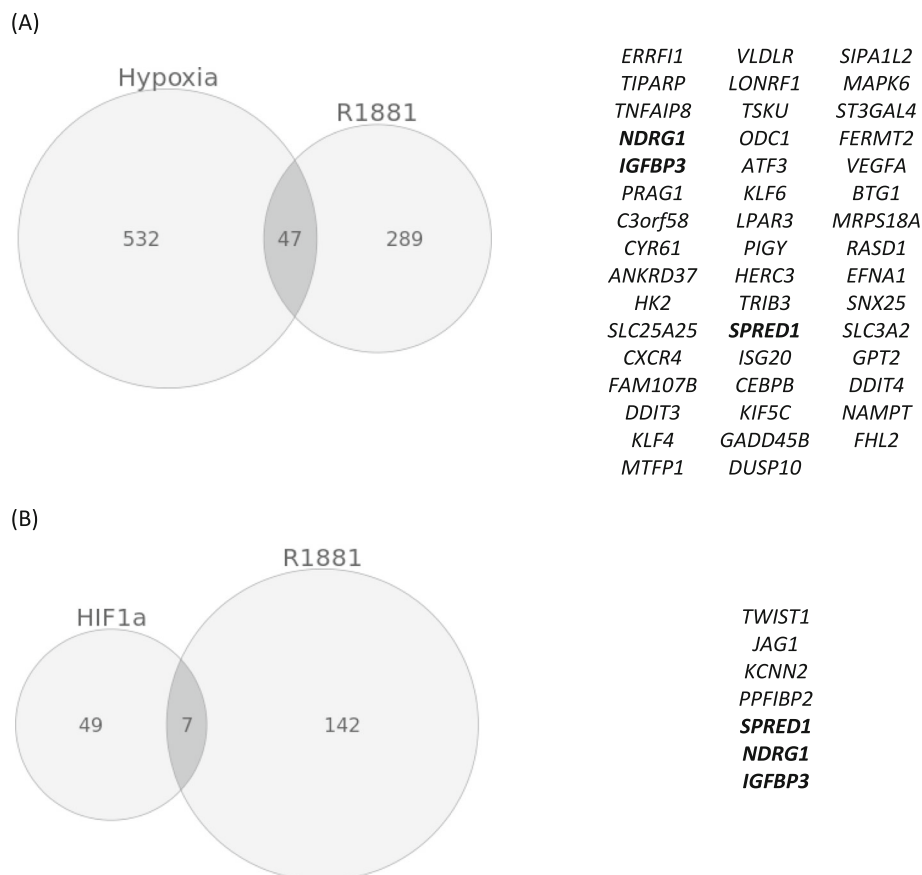 (A)
Hypoxia
R1881
532
47
289
ERRFI1 VLDLR SIPA1L2
TIPARP LONRF1 MAPK6
TNFAIP8 TSKU ST3GAL4
NDRG1 ODC1 FERMT2
IGFBP3 ATF3 VEGFA
PRAG1 KLF6 BTG1
C3orf58 LPAR3 MRPS18A
CYR61 PIGY RASD1
ANKRD37 HERC3 EFNA1
HK2 TRIB3 SNX25
SLC25A25 SPRED1 SLC3A2
CXCR4 ISG20 GPT2
FAM107B CEBPB DDIT4
DDIT3 KIF5C NAMPT
KLF4 GADD45B FHL2
MTFP1 DUSP10
(B)
R1881
HIF1a
49
7
142
TWIST1
JAG1
KCNN2
PPFIBP2
SPRED1
NDRG1
IGFBP3